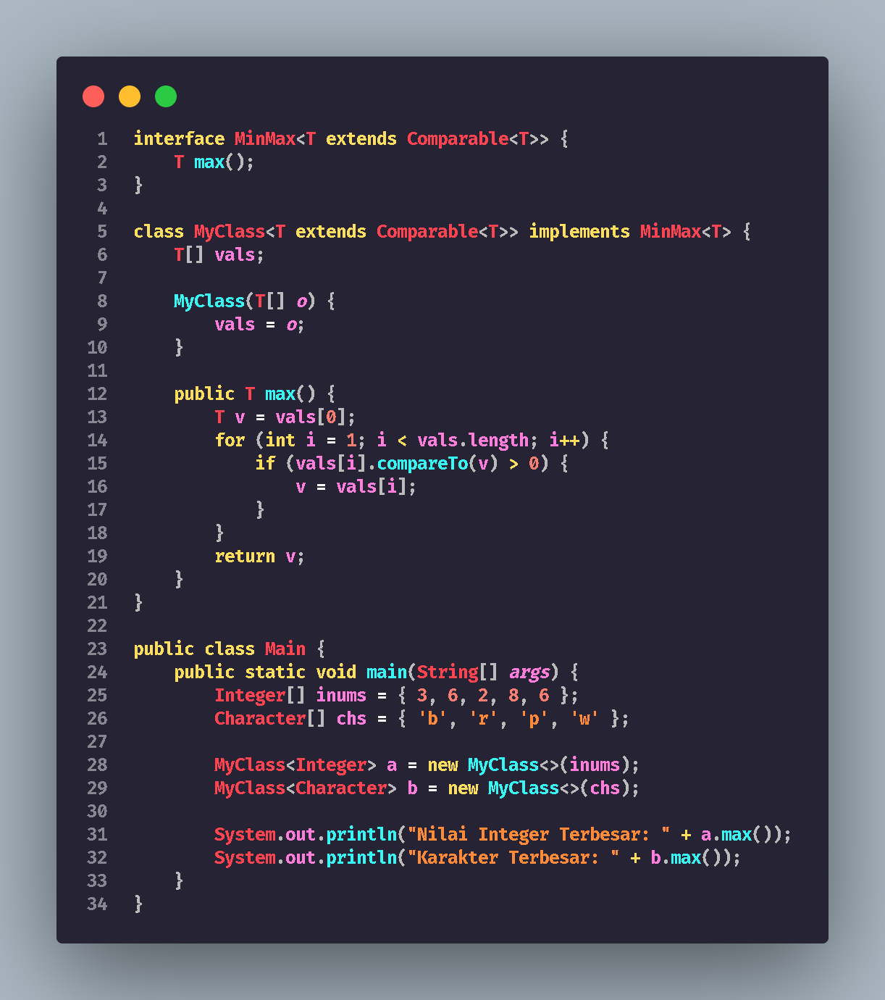 1 interface MinMax<T extends Comparable<T>> {
2     T max();
3 }
4
5 class MyClass<T extends Comparable<T>> implements MinMax<T> {
6     T[] vals;
7
8     MyClass(T[] o) {
9         vals = o;
10     }
11
12     public T max() {
13         T v = vals[0];
14         for (int i = 1; i < vals.length; i++) {
15             if (vals[i].compareTo(v) > 0) {
16                 v = vals[i];
17             }
18         }
19         return v;
20     }
21 }
22
23 public class Main {
24     public static void main(String[] args) {
25         Integer[] inums = { 3, 6, 2, 8, 6 };
26         Character[] chs = { 'b', 'r', 'p', 'w' };
27
28         MyClass<Integer> a = new MyClass<>(inums);
29         MyClass<Character> b = new MyClass<>(chs);
30
31         System.out.println("Nilai Integer Terbesar: " + a.max());
32         System.out.println("Karakter Terbesar: " + b.max());
33     }
34 }